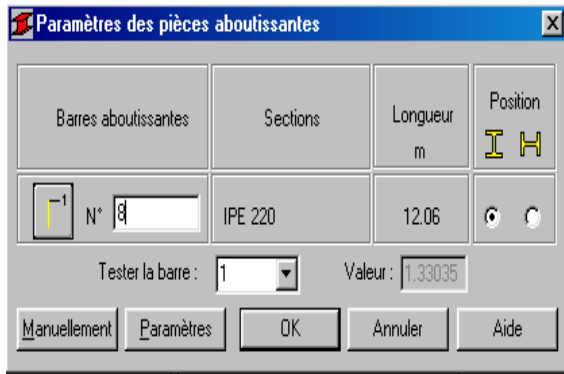 Paramètres des pièces aboutissantes
Barres aboutissantes
Sections
Longueur
m
Position
1 N° 8 IPE 220 12.06
Tester la barre : 1 Valeur : 1.33035
Manuellement Paramètres OK Annuler Aide